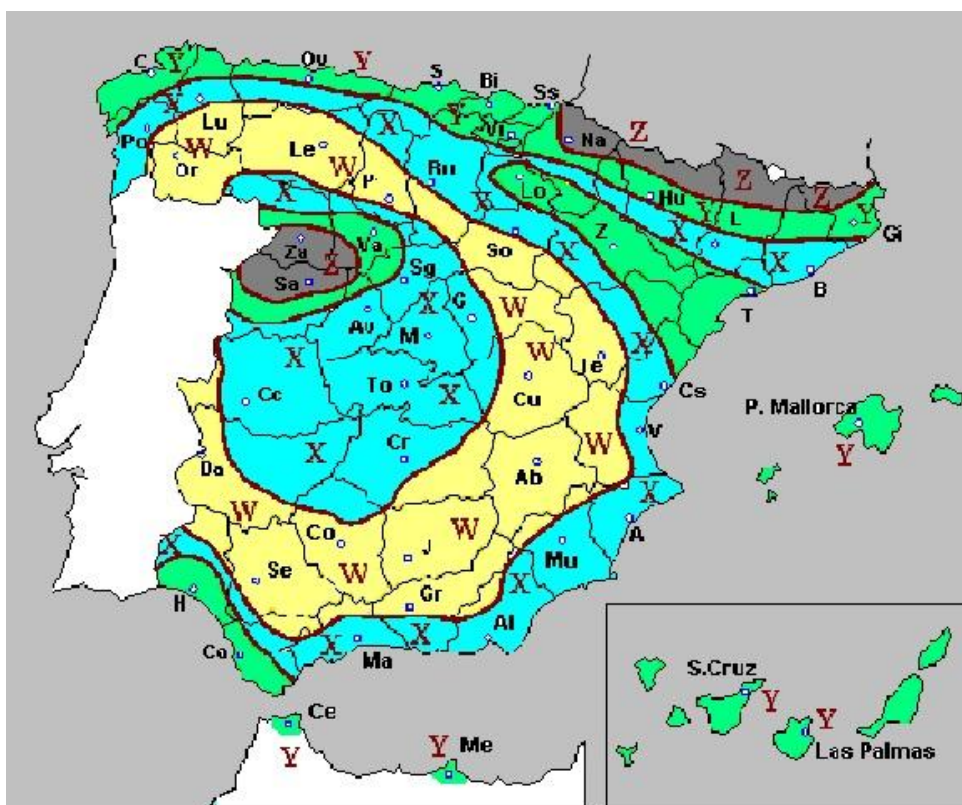 C Y Ou Y S Bi Ss
X Lu Y Vi Na Z
Po W Le X Z
Or W P Bu Lo Hu Y L Z Y
X X Z X Gi
Za Va So X X
Z Sg B
Sa X G W T
Av M W X
X Te
Cc To X Cu Cs P. Mallorca
X Cr W V Y
Ba Ab X
W Co J W A
X Se W X Mu
H Gr
Co X Ma X Al S.Cruz
Ce Y Y
Y Y Me Las Palmas